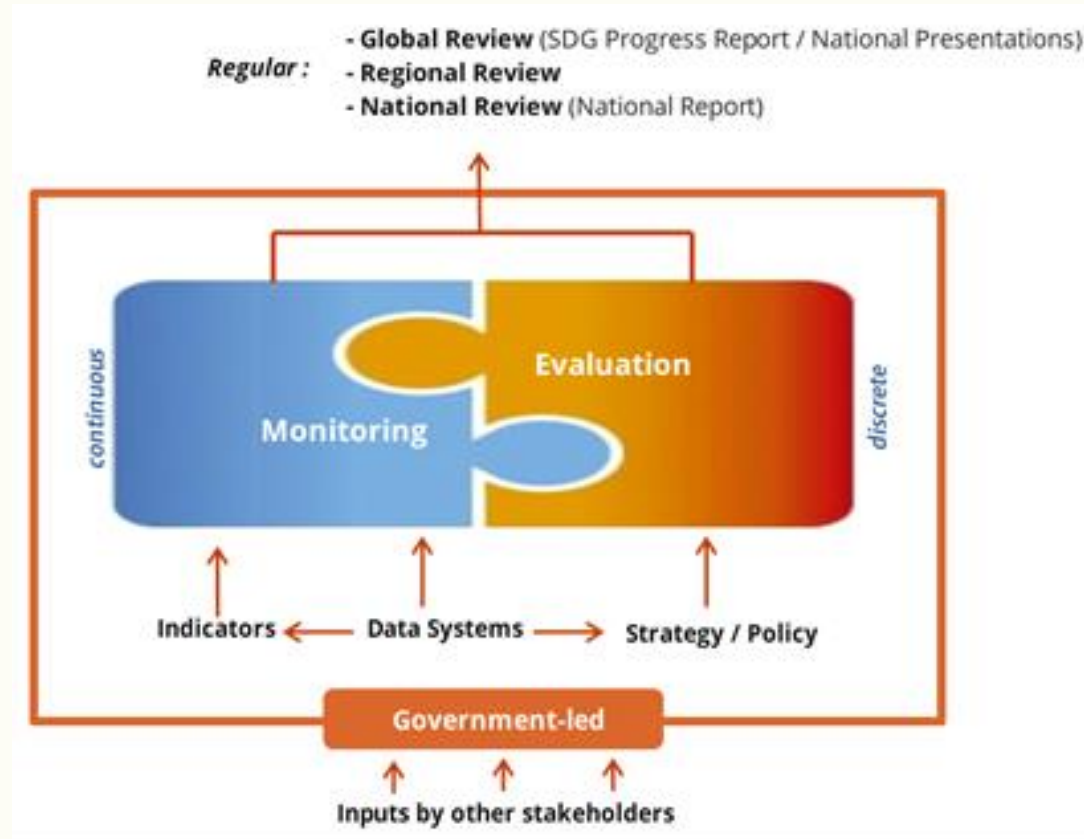 - Global Review (SDG Progress Report / National Presentations)
Regular :
- Regional Review
- National Review (National Report)
continuous
Monitoring
Evaluation
discrete
Indicators
Data Systems
Strategy / Policy
Government-led
Inputs by other stakeholders